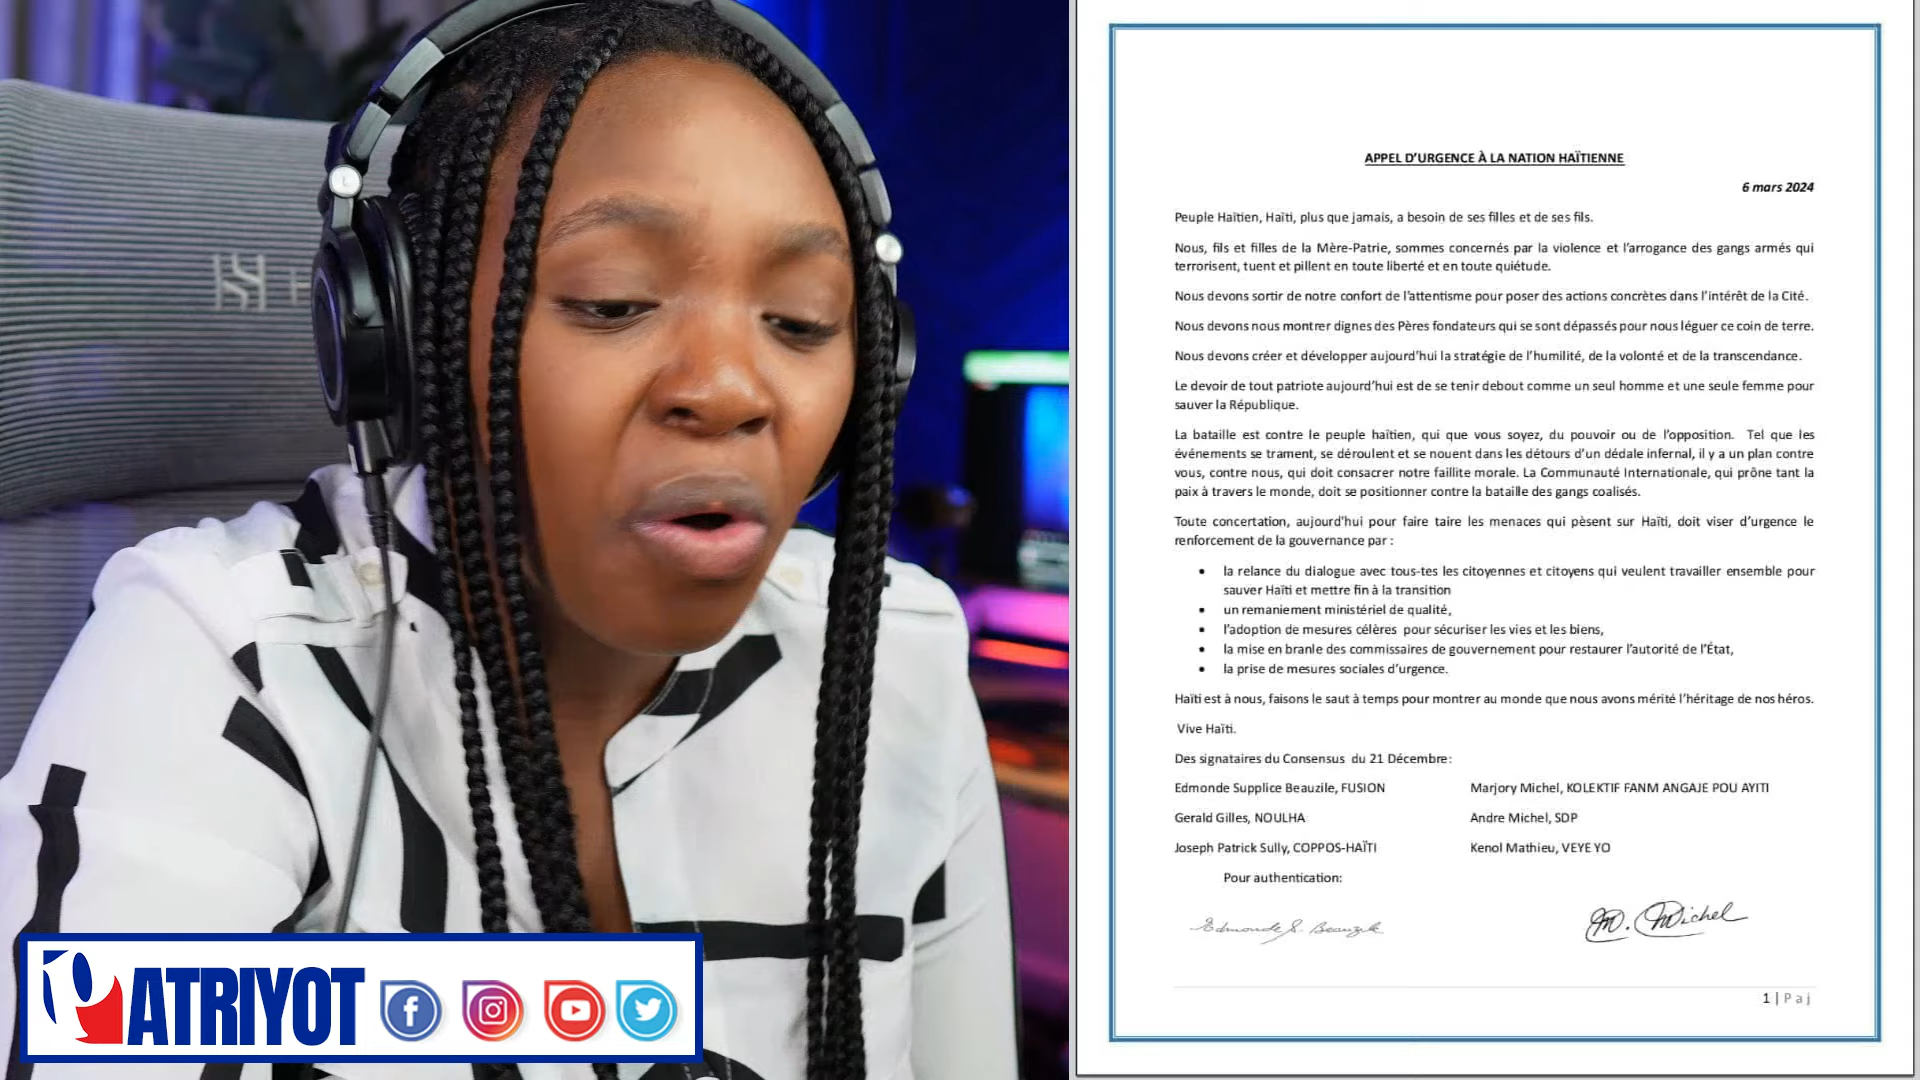 APPEL D'URGENCE À LA NATION HAÏTIENNE
6 mars 2024
Peuple Haïtien, Haïti, plus que jamais, a besoin de ses filles et de ses fils.
Nous, fils et filles de la Mère-Patrie, sommes concernés par la violence et l'arrogance des gangs armés qui
terrorisent, tuent et pillent en toute liberté et en toute quiétude.
Nous devons sortir de notre confort de l'attentisme pour poser des actions concrètes dans l'intérêt de la Cité.
Nous devons nous montrer dignes des Pères fondateurs qui se sont dépassés pour nous léguer ce coin de terre.
Nous devons créer et développer aujourd'hui la stratégie de l'humilité, de la volonté et de la transcendance.
Le devoir de tout patriote aujourd'hui est de se tenir debout comme un seul homme et une seule femme pour
sauver la République.
La bataille est contre le peuple haïtien, qui que vous soyez, du pouvoir ou de l'opposition. Tel que les
événements se trament, se déroulent et se nouent dans les détours d'un dédale infernal, il y a un plan contre
vous, contre nous, qui doit consacrer notre faillite morale. La Communauté Internationale, qui prône tant la
paix à travers le monde, doit se positionner contre la bataille des gangs coalisés.
Toute concertation, aujourd'hui pour faire taire les menaces qui pèsent sur Haïti, doit viser d'urgence le
renforcement de la gouvernance par :
• la relance du dialogue avec tous-tes les citoyennes et citoyens qui veulent travailler ensemble pour
sauver Haïti et mettre fin à la transition
• un remaniement ministériel de qualité,
• l'adoption de mesures célères pour sécuriser les vies et les biens,
• la mise en branle des commissaires de gouvernement pour restaurer l'autorité de l'État,
• la prise de mesures sociales d'urgence.
Haïti est à nous, faisons le saut à temps pour montrer au monde que nous avons mérité l'héritage de nos héros.
Vive Haïti.
Des signataires du Consensus du 21 Décembre:
Edmonde Supplice Beauzile, FUSION
Marjory Michel, KOLEKTIF FANM ANGAJE POU AYITI
Gerald Gilles, NOULHA
Andre Michel, SDP
Joseph Patrick Sully, COPPOS-HAÏTI
Kenol Mathieu, VEYE YO
Pour authentication:
Edmonde S. Beauzile
M. Michel
1 | Paj
PATRIYOT
L